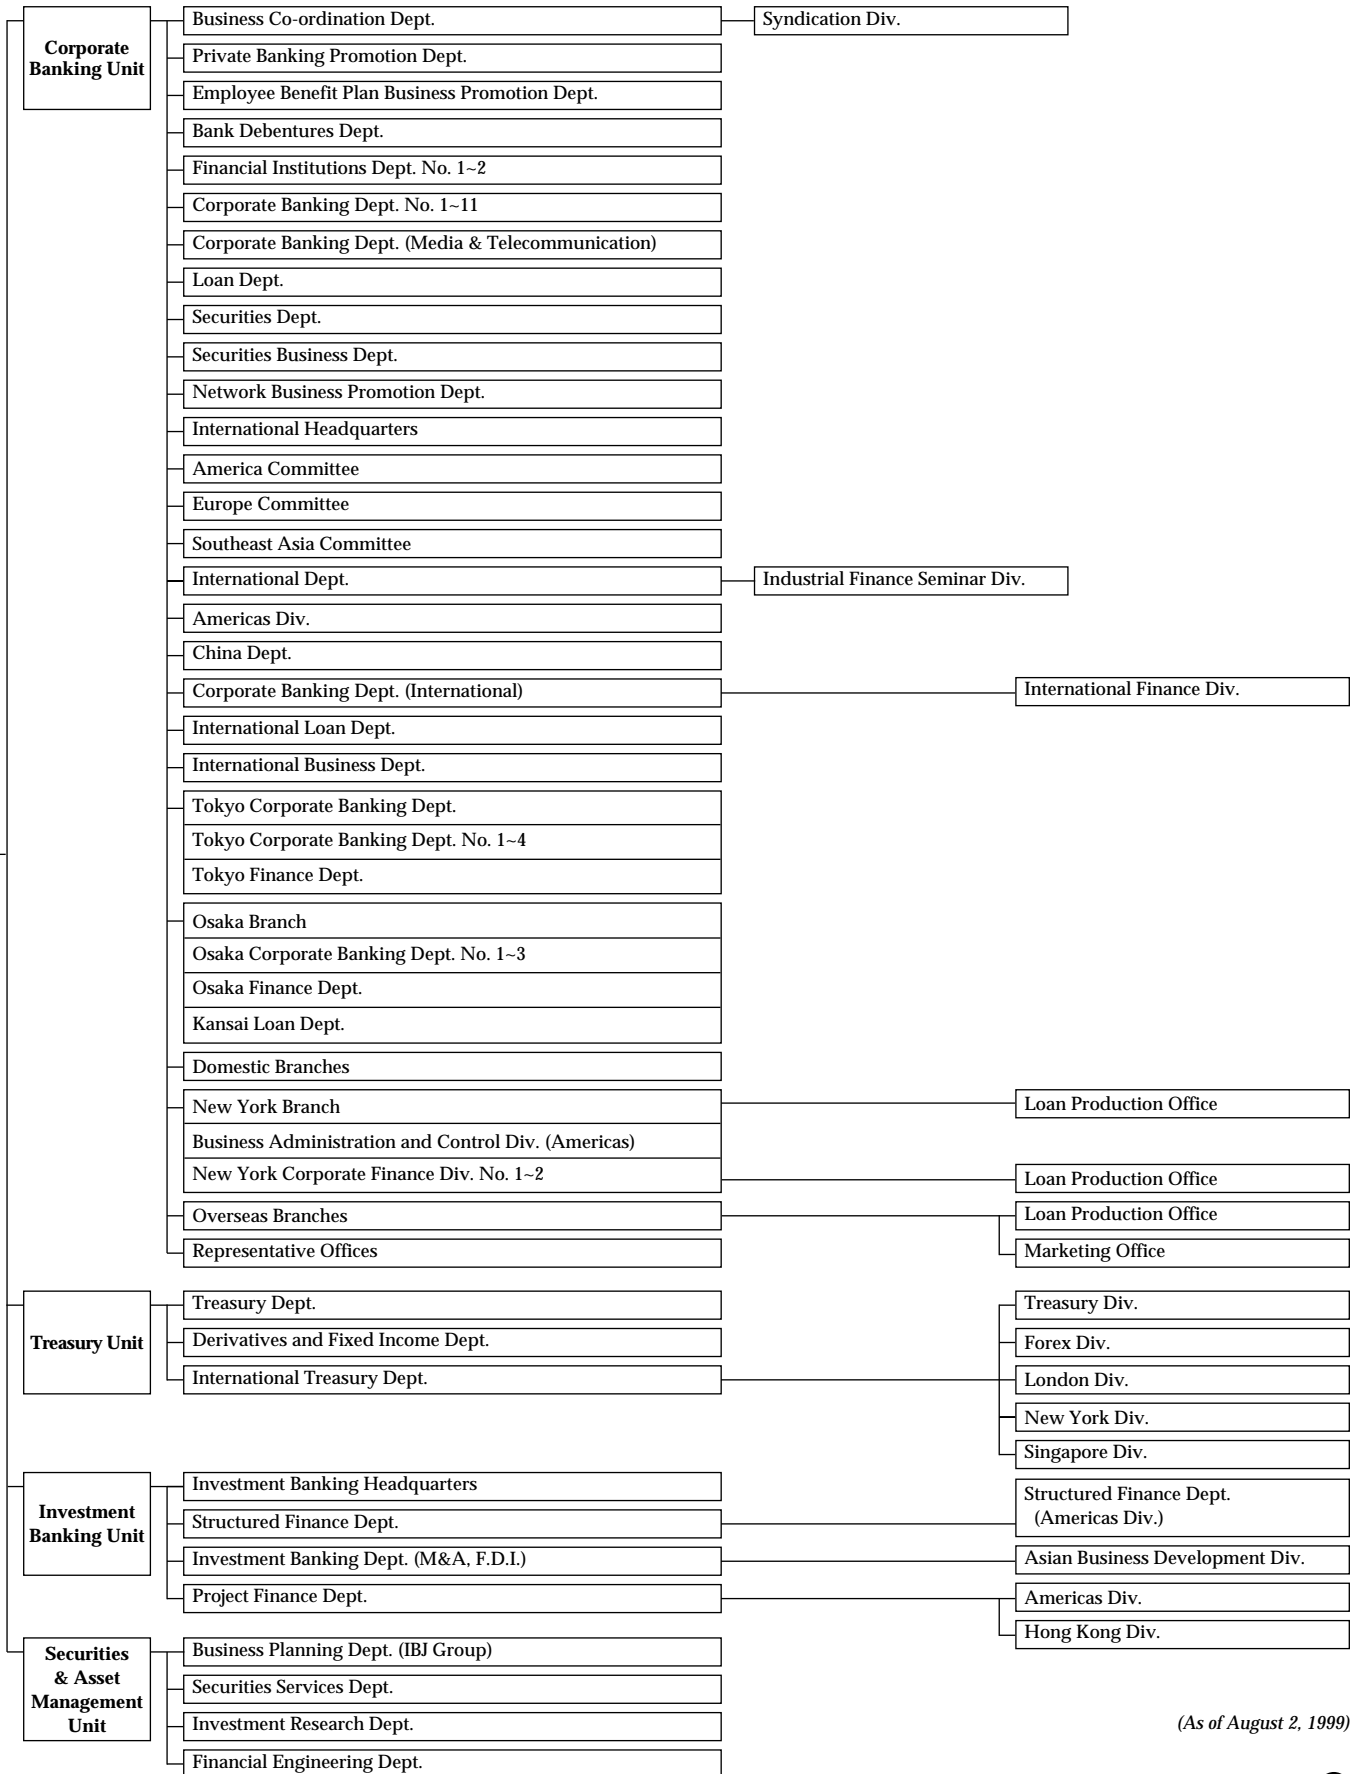 Corporate
Banking Unit
Business Co-ordination Dept.
Syndication Div.
Private Banking Promotion Dept.
Employee Benefit Plan Business Promotion Dept.
Bank Debentures Dept.
Financial Institutions Dept. No. 1~2
Corporate Banking Dept. No. 1~11
Corporate Banking Dept. (Media & Telecommunication)
Loan Dept.
Securities Dept.
Securities Business Dept.
Network Business Promotion Dept.
International Headquarters
America Committee
Europe Committee
Southeast Asia Committee
International Dept.
Industrial Finance Seminar Div.
Americas Div.
China Dept.
Corporate Banking Dept. (International)
International Finance Div.
International Loan Dept.
International Business Dept.
Tokyo Corporate Banking Dept.
Tokyo Corporate Banking Dept. No. 1~4
Tokyo Finance Dept.
Osaka Branch
Osaka Corporate Banking Dept. No. 1~3
Osaka Finance Dept.
Kansai Loan Dept.
Domestic Branches
New York Branch
Loan Production Office
Business Administration and Control Div. (Americas)
New York Corporate Finance Div. No. 1~2
Loan Production Office
Overseas Branches
Loan Production Office
Marketing Office
Representative Offices
Treasury Unit
Treasury Dept.
Derivatives and Fixed Income Dept.
International Treasury Dept.
Treasury Div.
Forex Div.
London Div.
New York Div.
Singapore Div.
Investment
Banking Unit
Investment Banking Headquarters
Structured Finance Dept.
Structured Finance Dept.
(Americas Div.)
Investment Banking Dept. (M&A, F.D.I.)
Asian Business Development Div.
Project Finance Dept.
Americas Div.
Hong Kong Div.
Securities
& Asset
Management
Unit
Business Planning Dept. (IBJ Group)
Securities Services Dept.
Investment Research Dept.
Financial Engineering Dept.
(As of August 2, 1999)